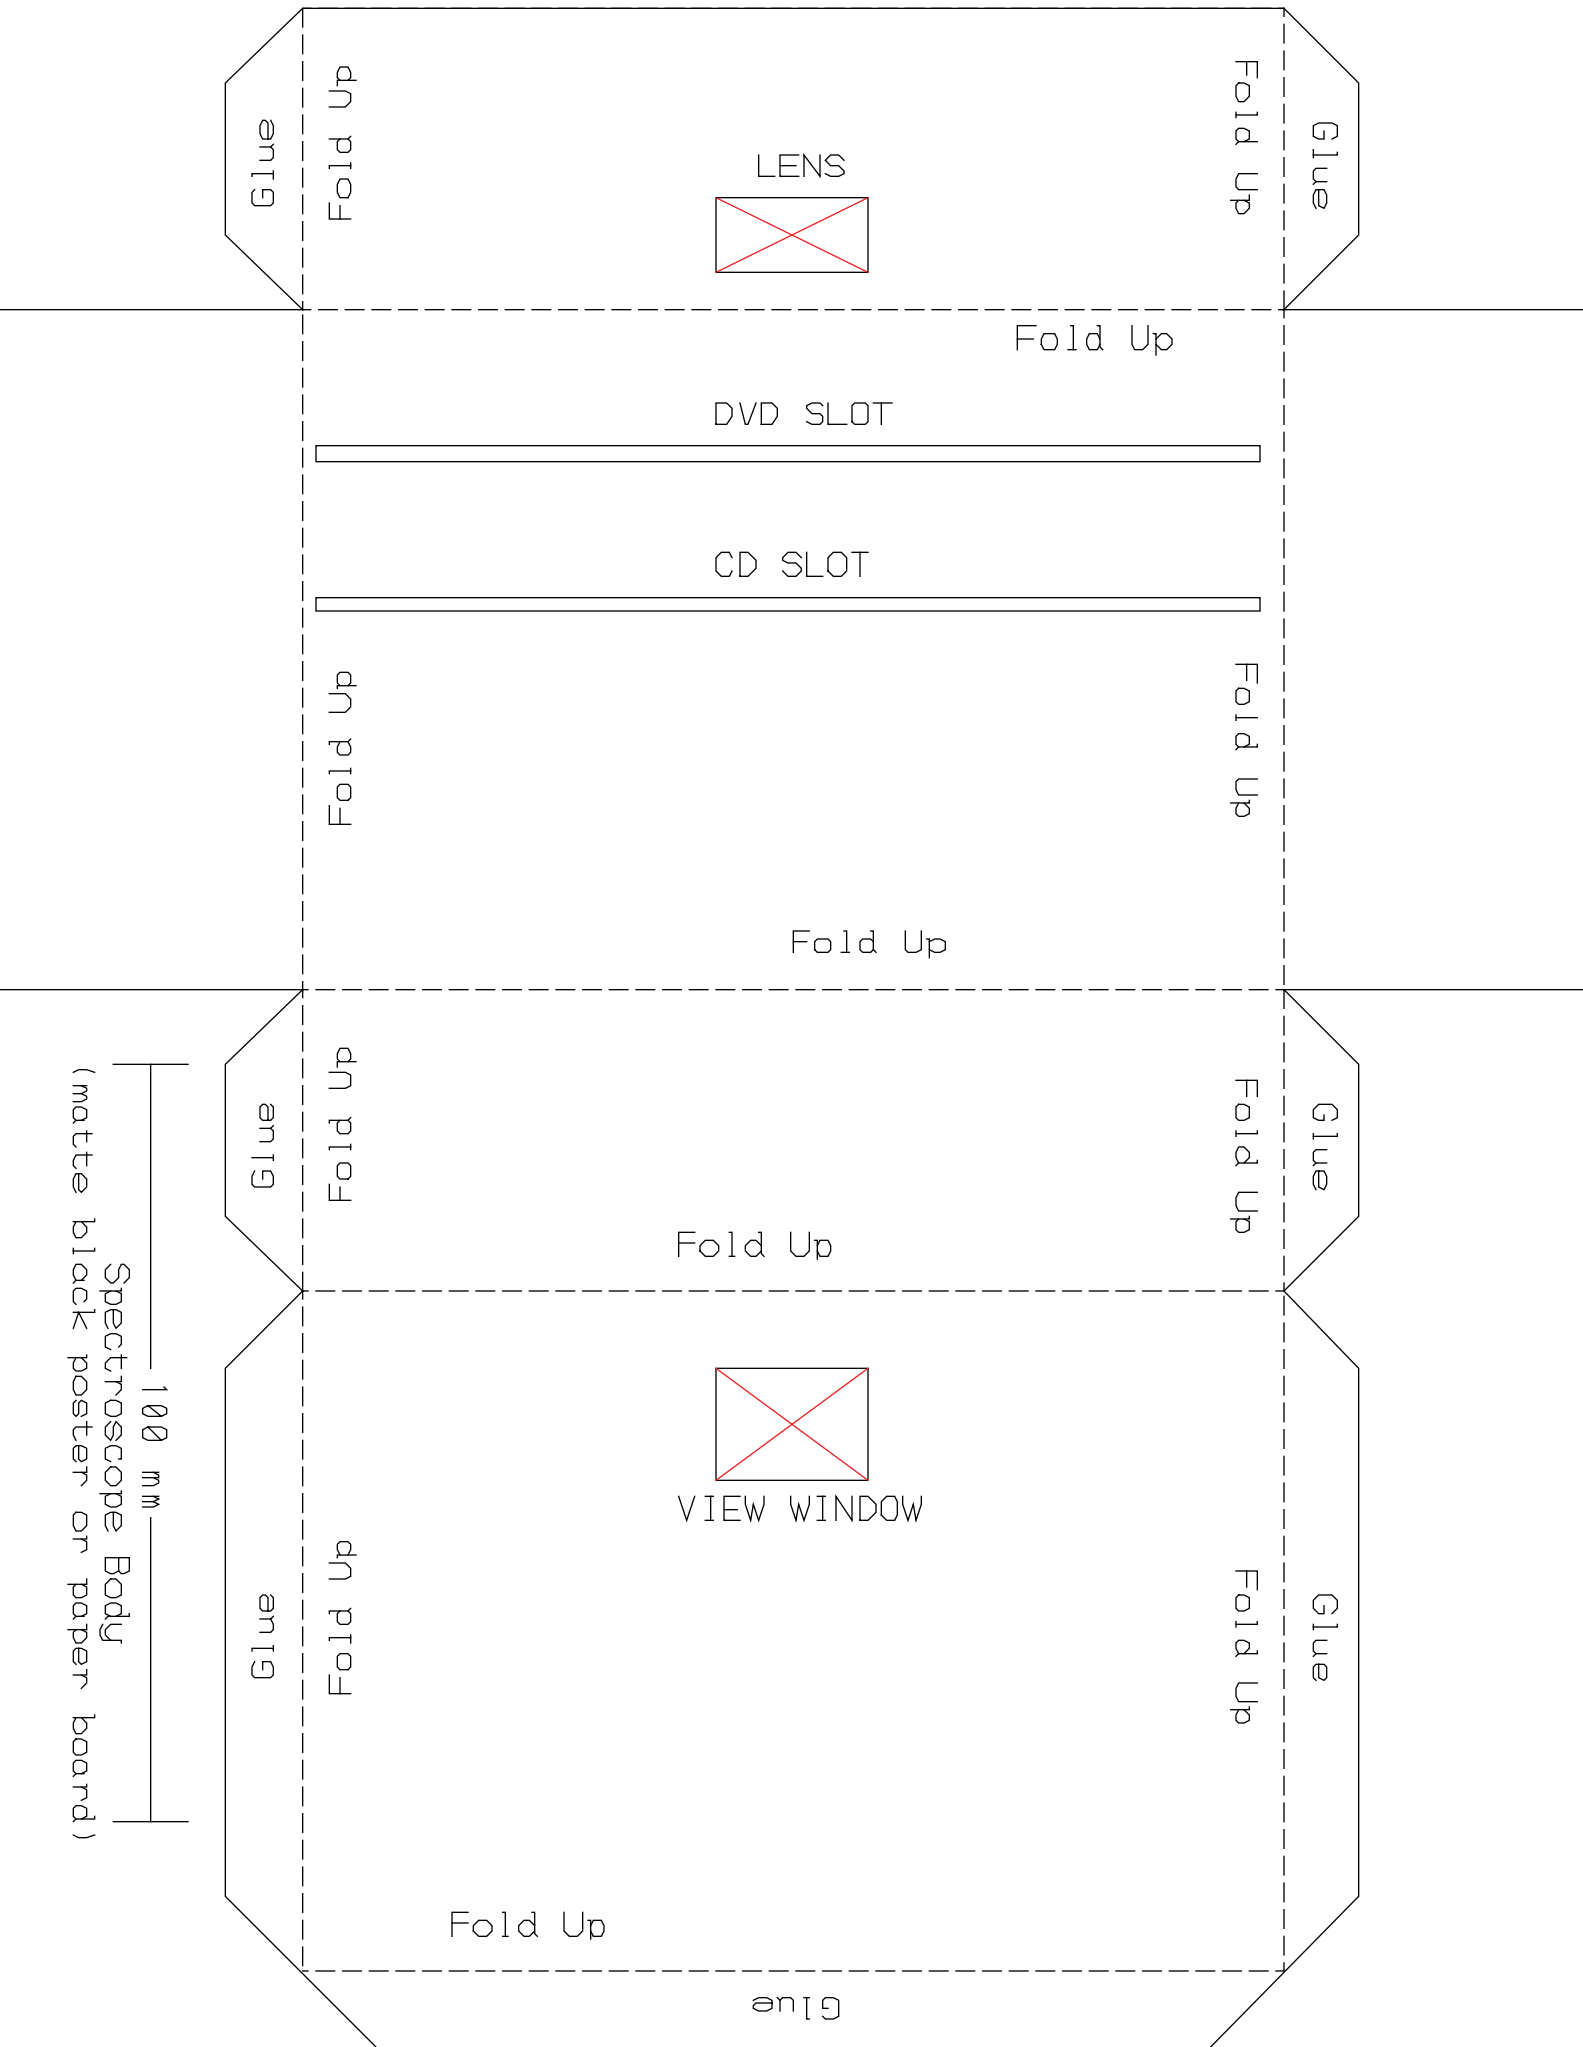 Fold Up
Fold Up
Glue
Glue
LENS
Fold Up
DVD SLOT
CD SLOT
Fold Up
Fold Up
Fold Up
Fold Up
Fold Up
Glue
Glue
Fold Up
VIEW WINDOW
100 mm
Spectroscope Body
(matte black poster or paper board)
Fold Up
Fold Up
Glue
Glue
Fold Up
Glue